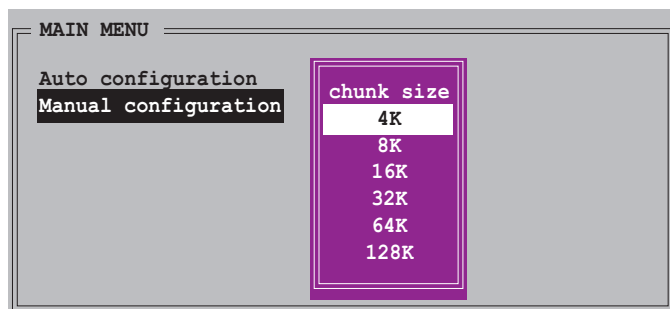 MAIN MENU
Auto configuration
Manual configuration
chunk size
4K
8K
16K
32K
64K
128K